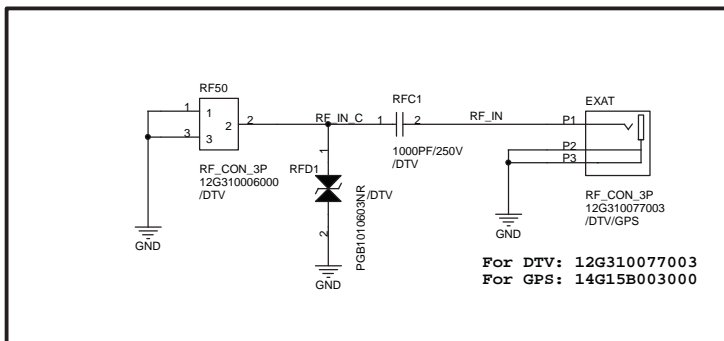 RF50
1
1
2
2
3
3
RF_CON_3P
12G310006000
/DTV
GND
RF_IN_C
RFD1
1
2
/DTV
PGB1010603NR
GND
RFC1
1
2
1000PF/250V
/DTV
RF_IN
EXAT
P1
P2
P3
RF_CON_3P
12G310077003
/DTV/GPS
GND
For DTV: 12G310077003
For GPS: 14G15B003000